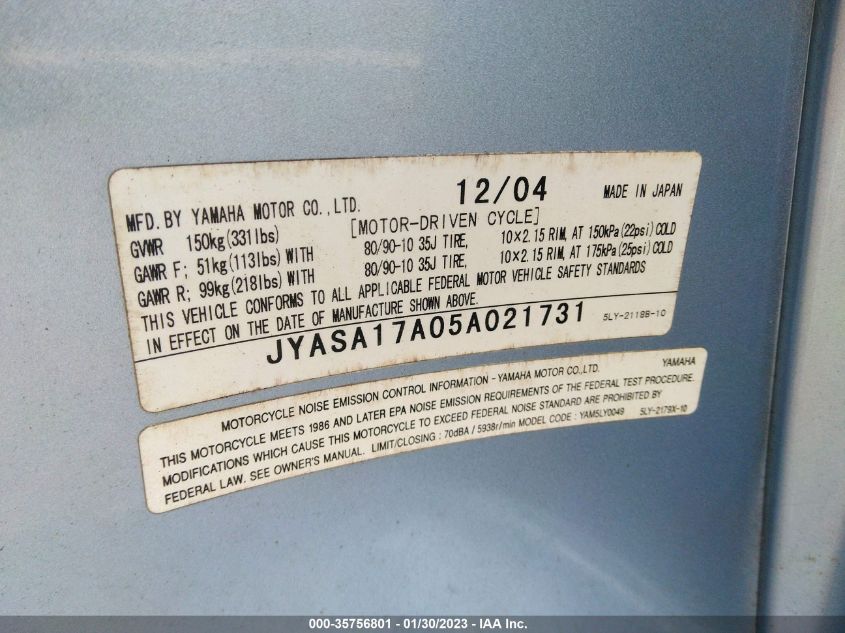 12/04 MADE IN JAPAN
MFD. BY YAMAHA MOTOR CO., LTD. [MOTOR-DRIVEN CYCLE]
GVWR 150kg(331lbs)
GAWR F; 51kg(113lbs) WITH 80/90-10 35J TIRE, 10×2.15 RIM, AT 150kPa(22psi)COLD
GAWR R; 99kg(218lbs) WITH 80/90-10 35J TIRE, 10×2.15 RIM, AT 175kPa(25psi)COLD
THIS VEHICLE CONFORMS TO ALL APPLICABLE FEDERAL MOTOR VEHICLE SAFETY STANDARDS
IN EFFECT ON THE DATE OF MANUFACTURE SHOWN ABOVE.
JYASA17A05A021731 5LY-2118B-10
MOTORCYCLE NOISE EMISSION CONTROL INFORMATION - YAMAHA MOTOR CO.,LTD. YAMAHA
THIS MOTORCYCLE MEETS 1986 AND LATER EPA NOISE EMISSION REQUIREMENTS OF THE FEDERAL TEST PROCEDURE.
MODIFICATIONS WHICH CAUSE THIS MOTORCYCLE TO EXCEED FEDERAL NOISE STANDARD ARE PROHIBITED BY
FEDERAL LAW. SEE OWNER'S MANUAL. LIMIT/CLOSING : 70dBA / 5938r/min MODEL CODE : YAM5LY0049 5LY-2179X-10
000-35756801 - 01/30/2023 - IAA Inc.